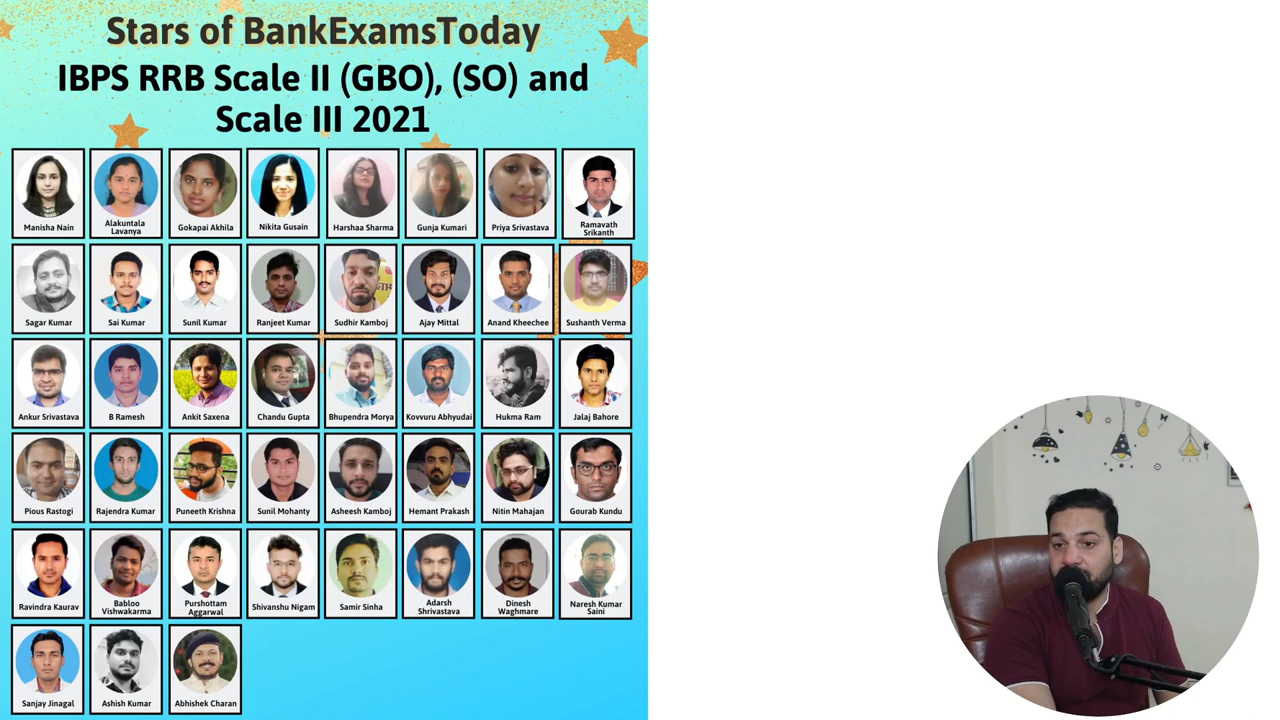 Stars of BankExamsToday
IBPS RRB Scale II (GBO), (SO) and
Scale III 2021
Manisha Nain
Alakuntala
Lavanya
Gokapai Akhila
Nikita Gusain
Harshaa Sharma
Gunja Kumari
Priya Srivastava
Ramavath
Srikanth
Sagar Kumar
Sai Kumar
Sunil Kumar
Ranjeet Kumar
Sudhir Kamboj
Ajay Mittal
Anand Kheechee
Sushanth Verma
Ankur Srivastava
B Ramesh
Ankit Saxena
Chandu Gupta
Bhupendra Morya
Kovvuru Abhyudai
Hukma Ram
Jalaj Bahore
Pious Rastogi
Rajendra Kumar
Puneeth Krishna
Sunil Mohanty
Asheesh Kamboj
Hemant Prakash
Nitin Mahajan
Gourab Kundu
Ravindra Kaurav
Babloo
Vishwakarma
Purshottam
Aggarwal
Shivanshu Nigam
Samir Sinha
Adarsh
Shrivastava
Dinesh
Waghmare
Naresh Kumar
Saini
Sanjay Jinagal
Ashish Kumar
Abhishek Charan